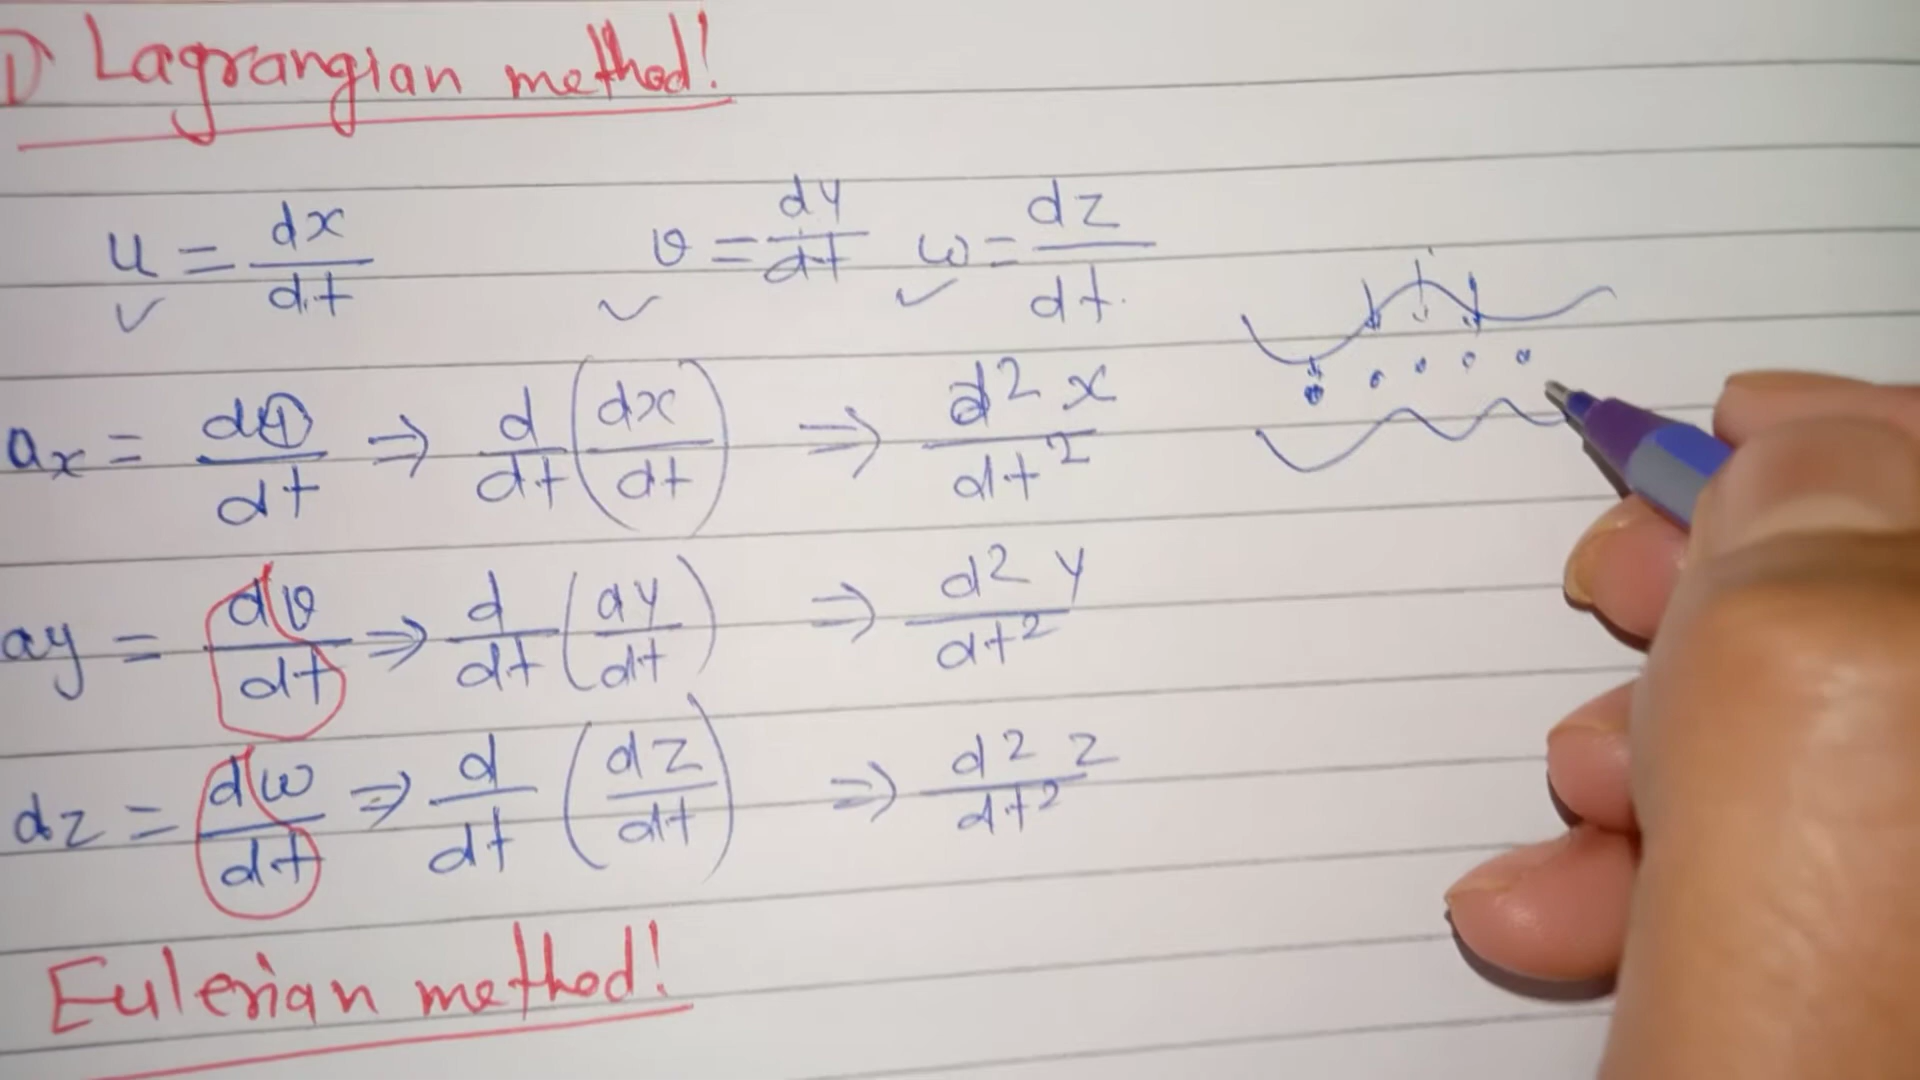 1) Lagrangian method!
u = dx/dt v = dy/dt w = dz/dt
ax = du/dt ⇒ d/dt (dx/dt) ⇒ d²x/dt²
ay = dv/dt ⇒ d/dt (dy/dt) ⇒ d²y/dt²
dz = dw/dt ⇒ d/dt (dz/dt) ⇒ d²z/dt²
Eulerian method!